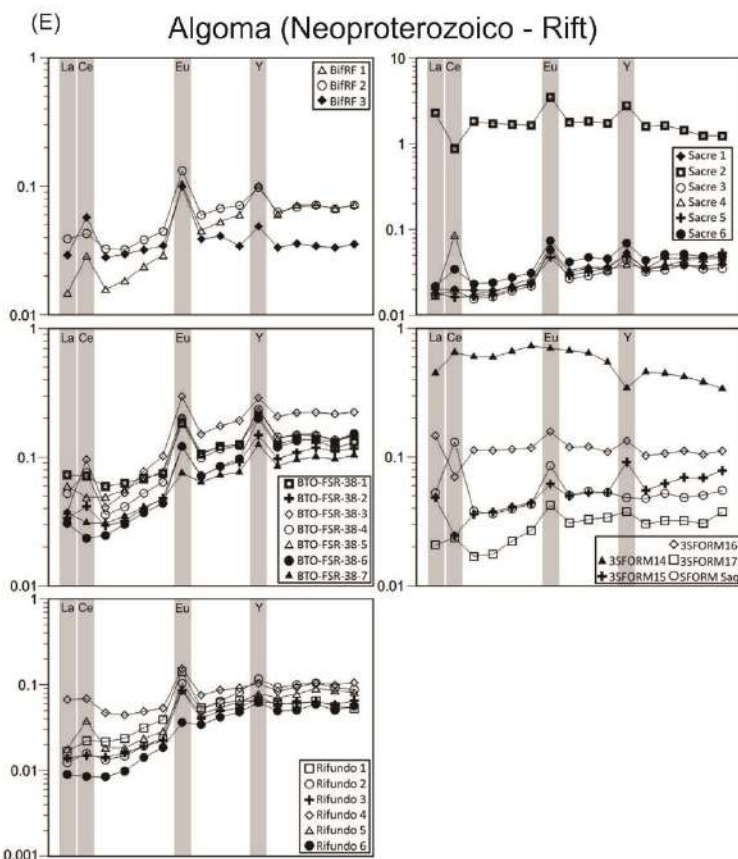 (E) Algoma (Neoproterozoico - Rift)
1
La Ce Eu Y
BifRF 1
BifRF 2
BifRF 3
0.1
0.01
10
La Ce Eu Y
1
Sacre 1
Sacre 2
Sacre 3
Sacre 4
Sacre 5
Sacre 6
0.1
0.01
1
La Ce Eu Y
0.1
BTO-FSR-38-1
BTO-FSR-38-2
BTO-FSR-38-3
BTO-FSR-38-4
BTO-FSR-38-5
BTO-FSR-38-6
BTO-FSR-38-7
0.01
1
La Ce Eu Y
0.1
3SFORM16
3SFORM14 3SFORM17
3SFORM15 SFORM Saq
0.01
1
La Ce Eu Y
0.1
0.01
Rifundo 1
Rifundo 2
Rifundo 3
Rifundo 4
Rifundo 5
Rifundo 6
0.001